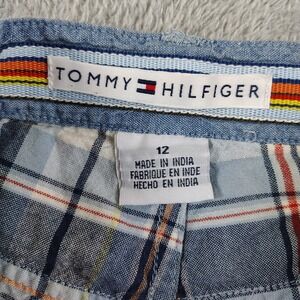 TOMMY HILFIGER
12
MADE IN INDIA
FABRIQUE EN INDE
HECHO EN INDIA